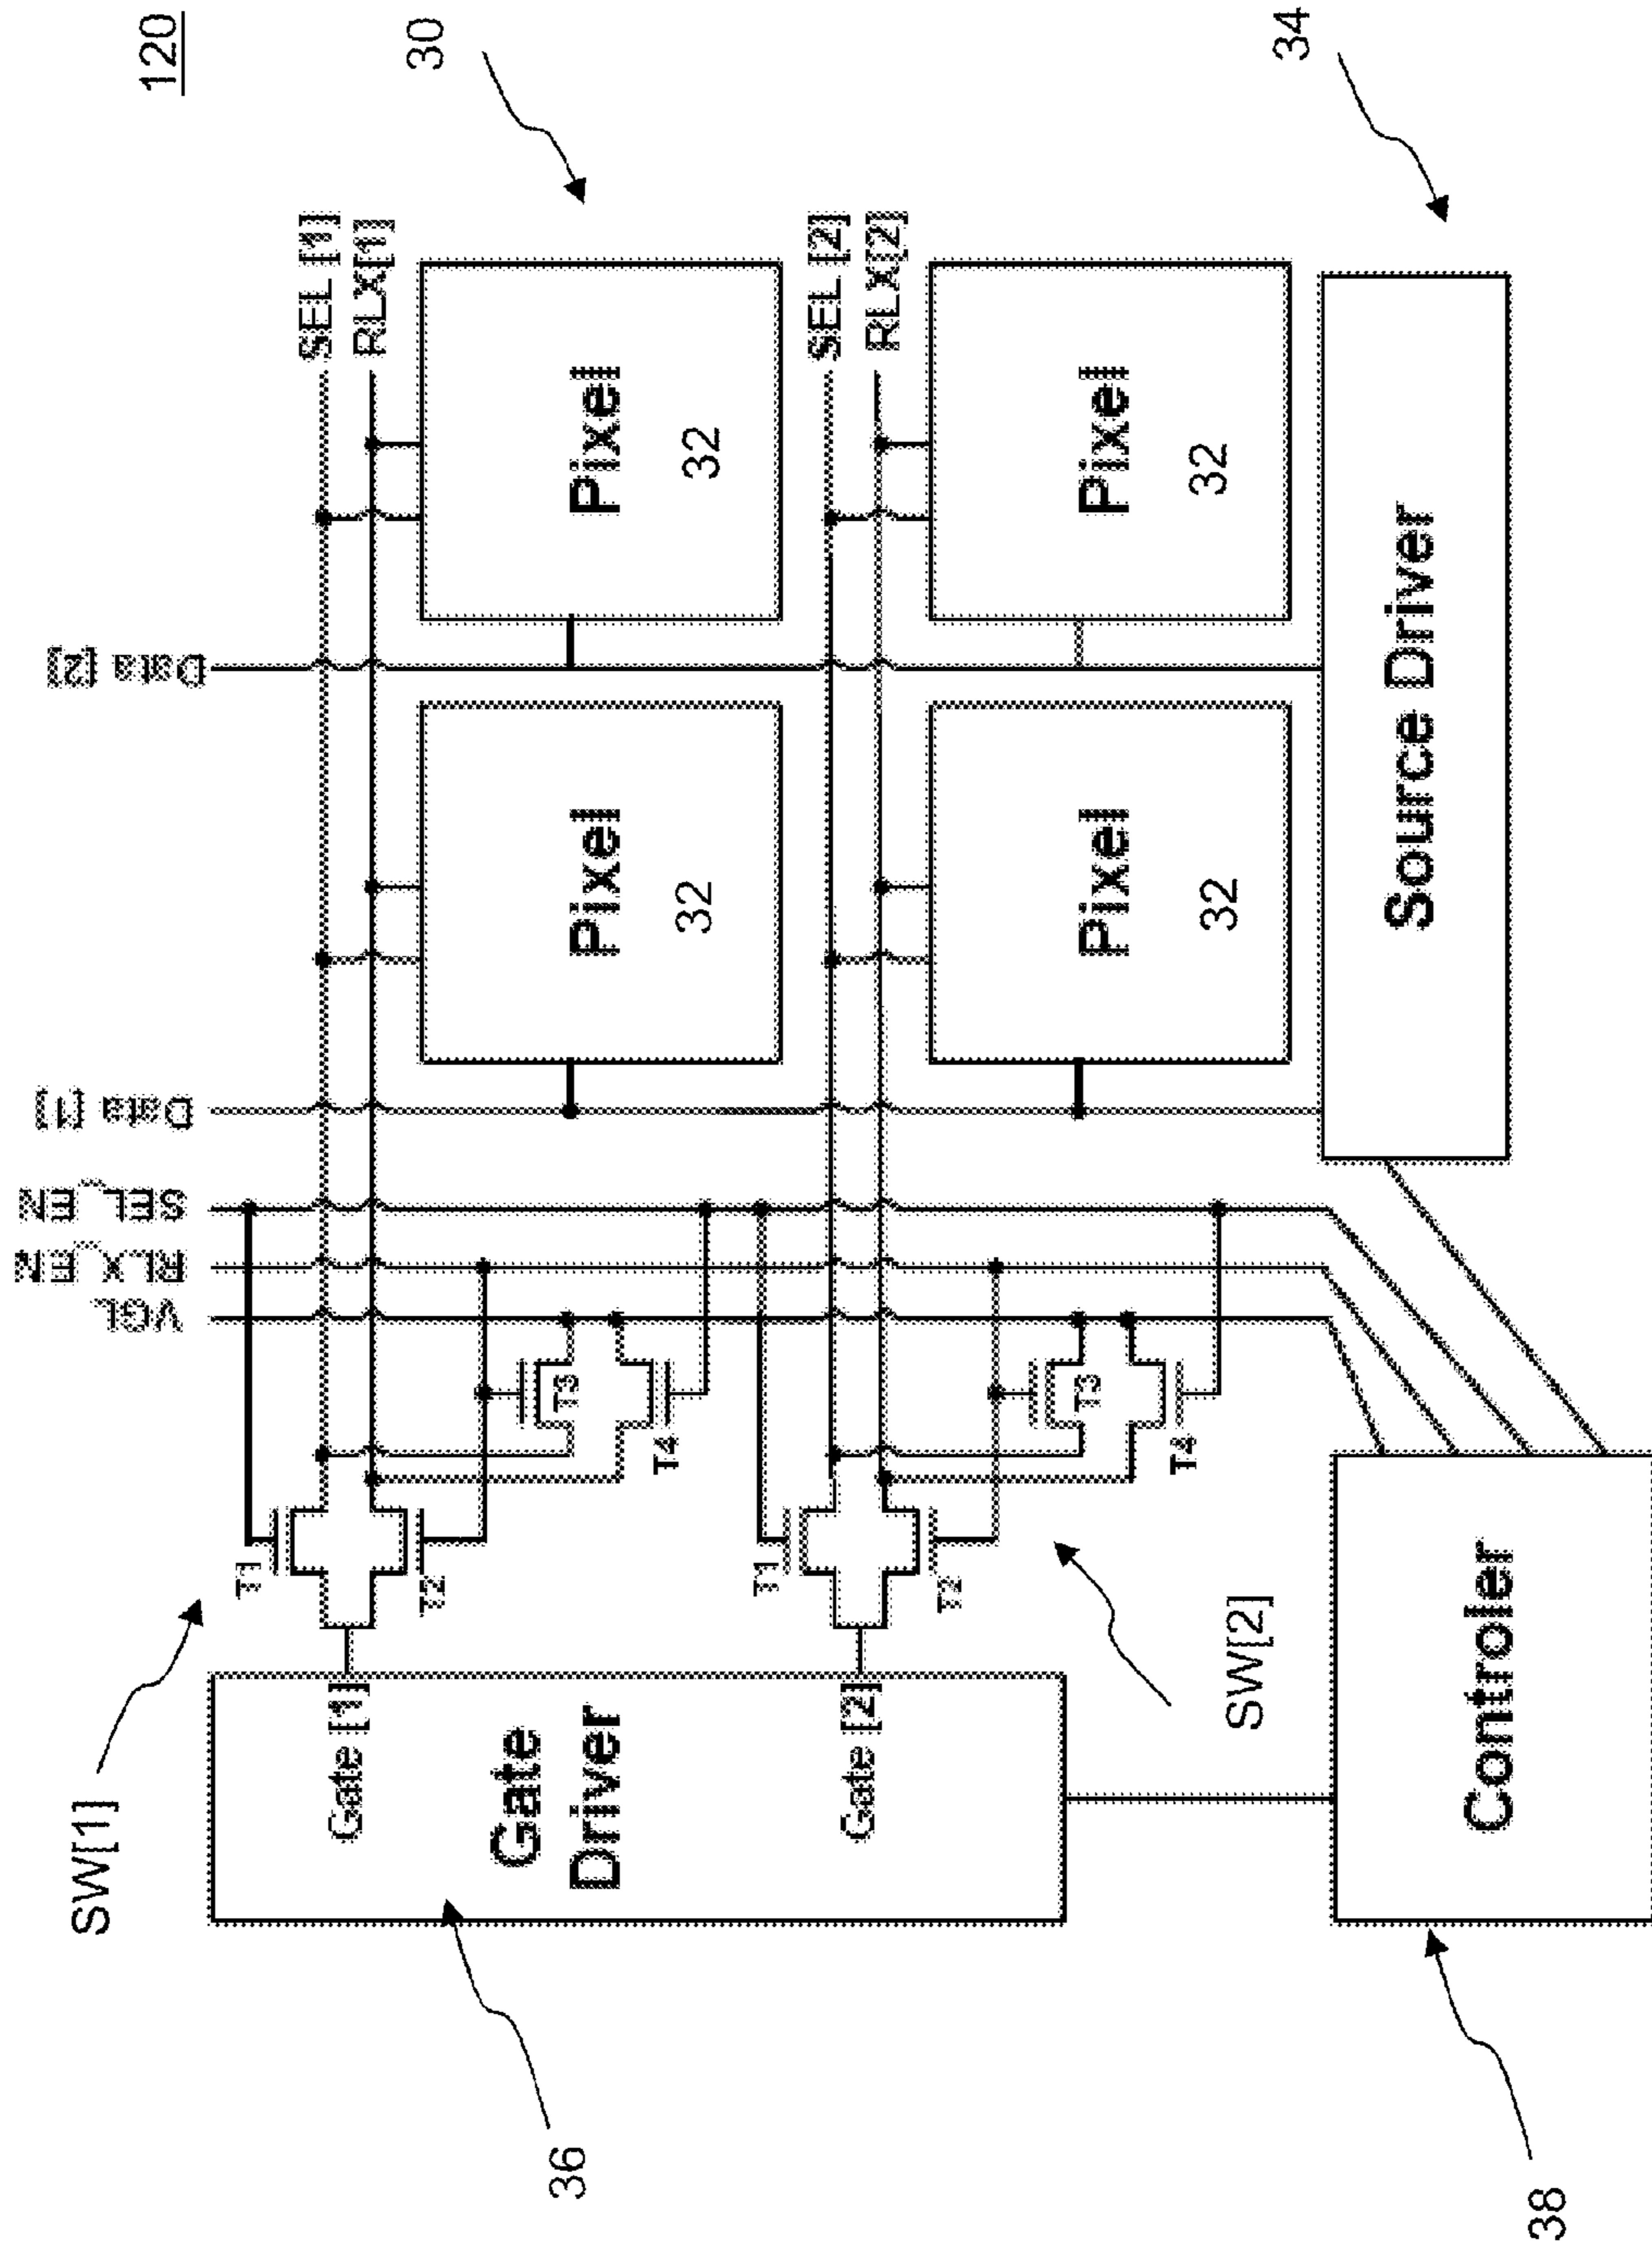 120
30
34
SW[1]
Data [1]
Data [2]
SEL_EN
RLX_EN
VGL
SEL [1]
RLX[1]
T1
T2
T3
T4
Gate [1]
Gate
Driver
Pixel
32
Pixel
32
SEL [2]
RLX[2]
T1
T2
T3
T4
Gate [2]
Pixel
32
Pixel
32
36
SW[2]
Source Driver
Controller
38